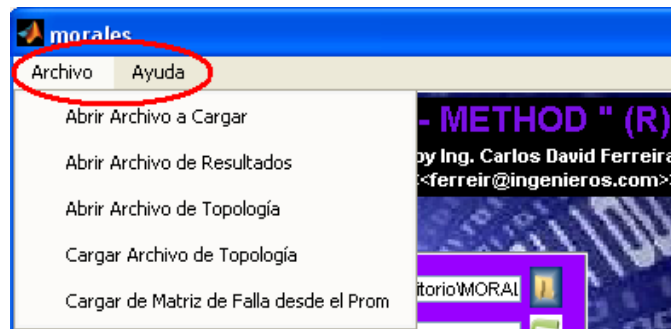 morales
Archivo Ayuda
Abrir Archivo a Cargar
Abrir Archivo de Resultados
Abrir Archivo de Topología
Cargar Archivo de Topología
Cargar de Matriz de Falla desde el Prom
- METHOD " (R)
by Ing. Carlos David Ferreira
<ferreir@ingenieros.com>
itorio\MORAL